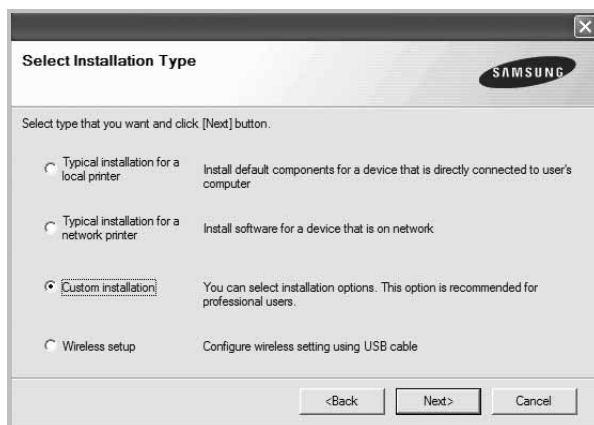 Select Installation Type
SAMSUNG
Select type that you want and click [Next] button.
Typical installation for a
local printer
Install default components for a device that is directly connected to user's
computer
Typical installation for a
network printer
Install software for a device that is on network
Custom installation
You can select installation options. This option is recommended for
professional users.
Wireless setup
Configure wireless setting using USB cable
<Back
Next>
Cancel